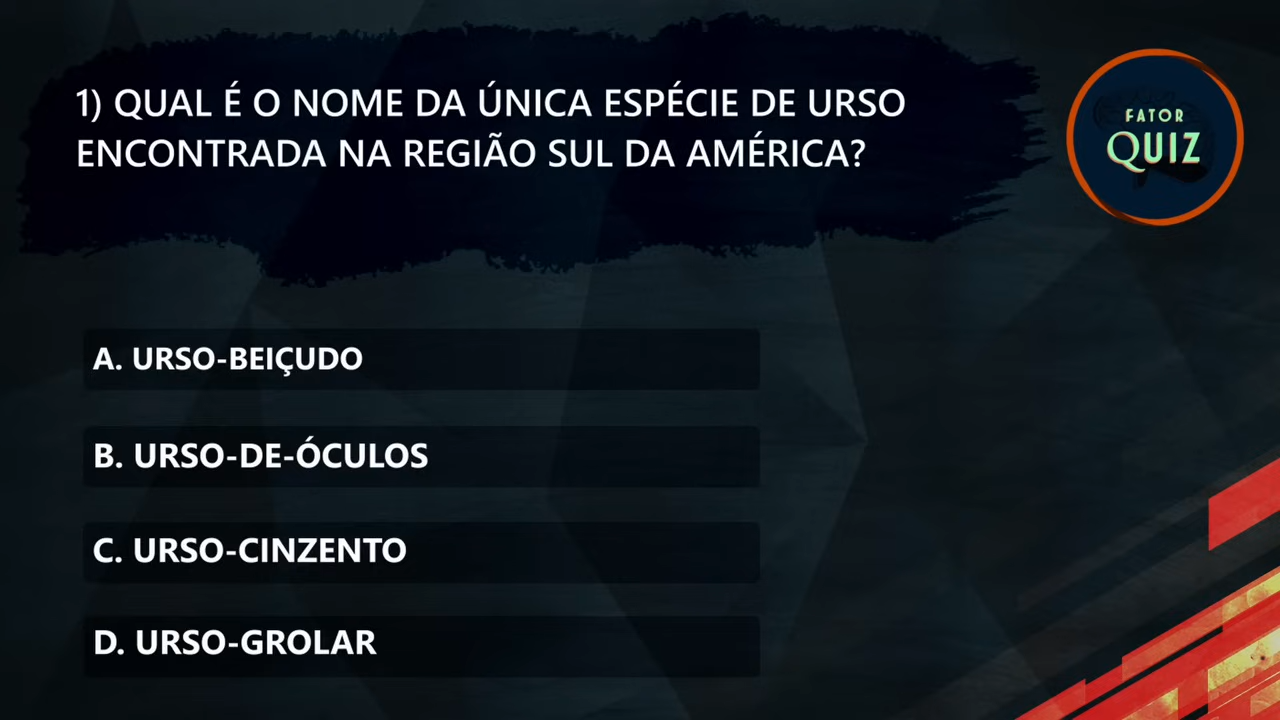 1) QUAL É O NOME DA ÚNICA ESPÉCIE DE URSO
ENCONTRADA NA REGIÃO SUL DA AMÉRICA?
FATOR
QUIZ
A. URSO-BEIÇUDO
B. URSO-DE-ÓCULOS
C. URSO-CINZENTO
D. URSO-GROLAR